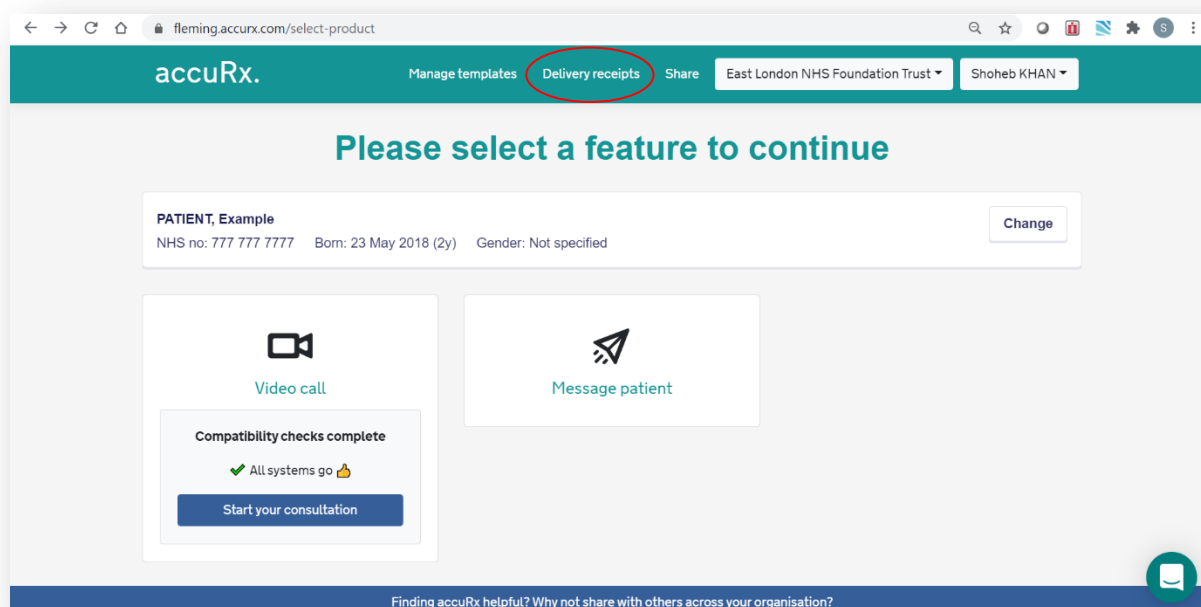 fleming.accurx.com/select-product
S
accuRx.
Manage templates Delivery receipts Share East London NHS Foundation Trust Shoheb KHAN
Please select a feature to continue
PATIENT, Example
Change
NHS no: 777 777 7777 Born: 23 May 2018 (2y) Gender: Not specified
Video call
Compatibility checks complete
All systems go
Start your consultation
Message patient
Finding accuRx helpful? Why not share with others across your organisation?